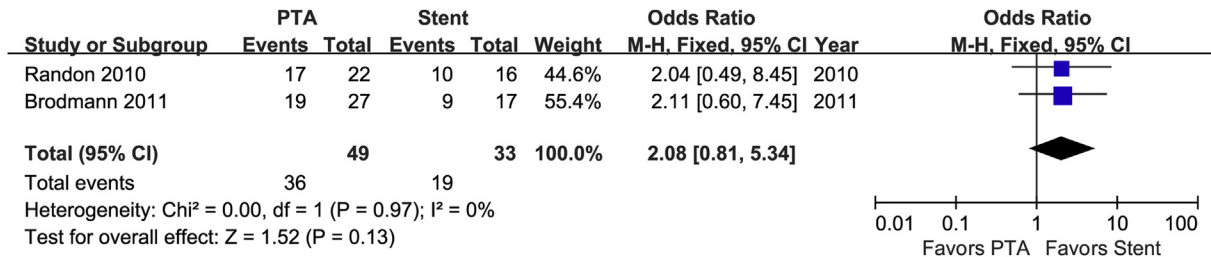 PTA Stent Odds Ratio Odds Ratio
Study or Subgroup Events Total Events Total Weight M-H, Fixed, 95% CI Year M-H, Fixed, 95% CI
Randon 2010 17 22 10 16 44.6% 2.04 [0.49, 8.45] 2010
Brodmann 2011 19 27 9 17 55.4% 2.11 [0.60, 7.45] 2011
Total (95% CI) 49 33 100.0% 2.08 [0.81, 5.34]
Total events 36 19
Heterogeneity: Chi² = 0.00, df = 1 (P = 0.97); I² = 0%
Test for overall effect: Z = 1.52 (P = 0.13)
0.01 0.1 1 10 100
Favors PTA Favors Stent